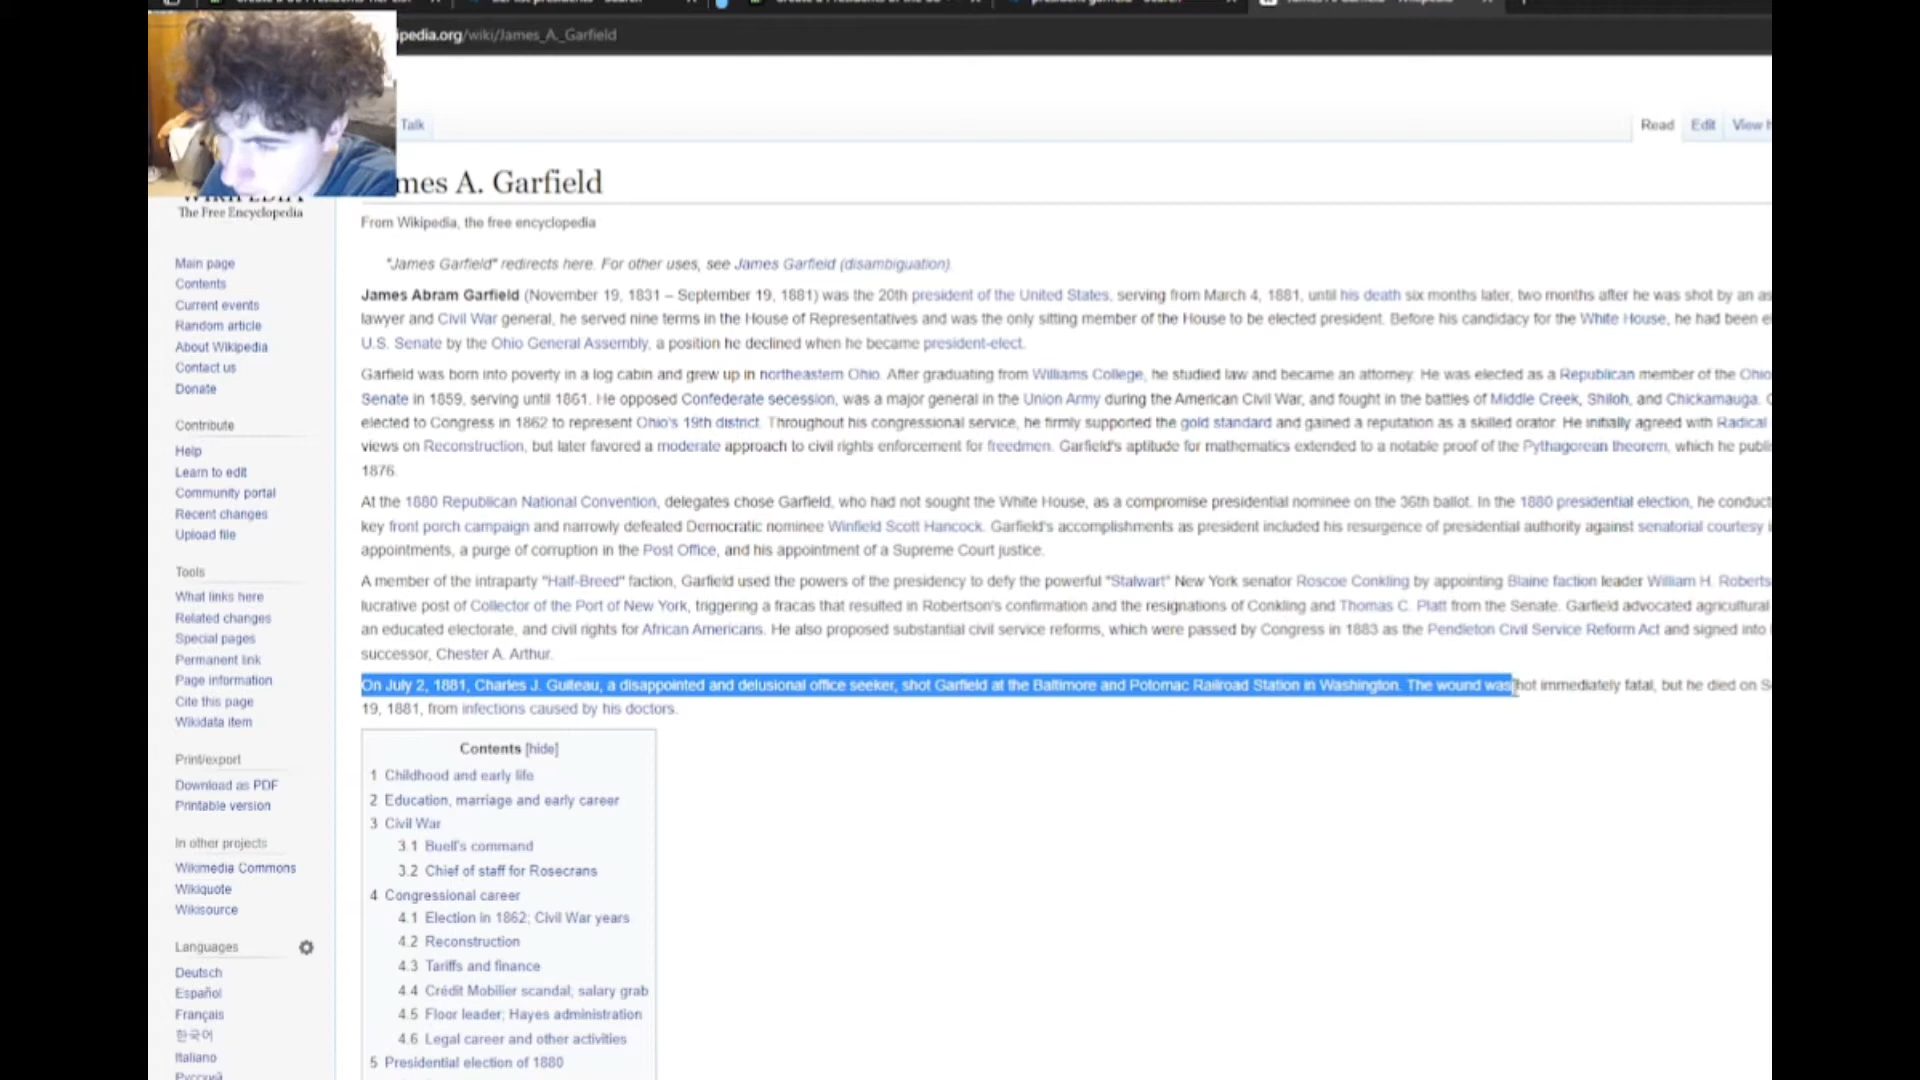 ipedia.org/wiki/James_A._Garfield
Talk
Read Edit View
mes A. Garfield
The Free Encyclopedia
From Wikipedia, the free encyclopedia
"James Garfield" redirects here. For other uses, see James Garfield (disambiguation).
James Abram Garfield (November 19, 1831 – September 19, 1881) was the 20th president of the United States, serving from March 4, 1881, until his death six months later, two months after he was shot by an as
lawyer and Civil War general, he served nine terms in the House of Representatives and was the only sitting member of the House to be elected president. Before his candidacy for the White House, he had been e
U.S. Senate by the Ohio General Assembly, a position he declined when he became president-elect.
Garfield was born into poverty in a log cabin and grew up in northeastern Ohio. After graduating from Williams College, he studied law and became an attorney. He was elected as a Republican member of the Ohio
Senate in 1859, serving until 1861. He opposed Confederate secession, was a major general in the Union Army during the American Civil War, and fought in the battles of Middle Creek, Shiloh, and Chickamauga.
elected to Congress in 1862 to represent Ohio's 19th district. Throughout his congressional service, he firmly supported the gold standard and gained a reputation as a skilled orator. He initially agreed with Radical
views on Reconstruction, but later favored a moderate approach to civil rights enforcement for freedmen. Garfield's aptitude for mathematics extended to a notable proof of the Pythagorean theorem, which he publi
1876.
At the 1880 Republican National Convention, delegates chose Garfield, who had not sought the White House, as a compromise presidential nominee on the 36th ballot. In the 1880 presidential election, he conduct
key front porch campaign and narrowly defeated Democratic nominee Winfield Scott Hancock. Garfield's accomplishments as president included his resurgence of presidential authority against senatorial courtesy i
appointments, a purge of corruption in the Post Office, and his appointment of a Supreme Court justice.
A member of the intraparty "Half-Breed" faction, Garfield used the powers of the presidency to defy the powerful "Stalwart" New York senator Roscoe Conkling by appointing Blaine faction leader William H. Roberts
lucrative post of Collector of the Port of New York, triggering a fracas that resulted in Robertson's confirmation and the resignations of Conkling and Thomas C. Platt from the Senate. Garfield advocated agricultural
an educated electorate, and civil rights for African Americans. He also proposed substantial civil service reforms, which were passed by Congress in 1883 as the Pendleton Civil Service Reform Act and signed into
successor, Chester A. Arthur.
On July 2, 1881, Charles J. Guiteau, a disappointed and delusional office seeker, shot Garfield at the Baltimore and Potomac Railroad Station in Washington. The wound was not immediately fatal, but he died on S
19, 1881, from infections caused by his doctors.
Main page
Contents
Current events
Random article
About Wikipedia
Contact us
Donate
Contribute
Help
Learn to edit
Community portal
Recent changes
Upload file
Tools
What links here
Related changes
Special pages
Permanent link
Page information
Cite this page
Wikidata item
Print/export
Download as PDF
Printable version
In other projects
Wikimedia Commons
Wikiquote
Wikisource
Languages
Deutsch
Español
Français
한국어
Italiano
Русский
Contents [hide]
1 Childhood and early life
2 Education, marriage and early career
3 Civil War
3.1 Buell's command
3.2 Chief of staff for Rosecrans
4 Congressional career
4.1 Election in 1862; Civil War years
4.2 Reconstruction
4.3 Tariffs and finance
4.4 Crédit Mobilier scandal; salary grab
4.5 Floor leader; Hayes administration
4.6 Legal career and other activities
5 Presidential election of 1880